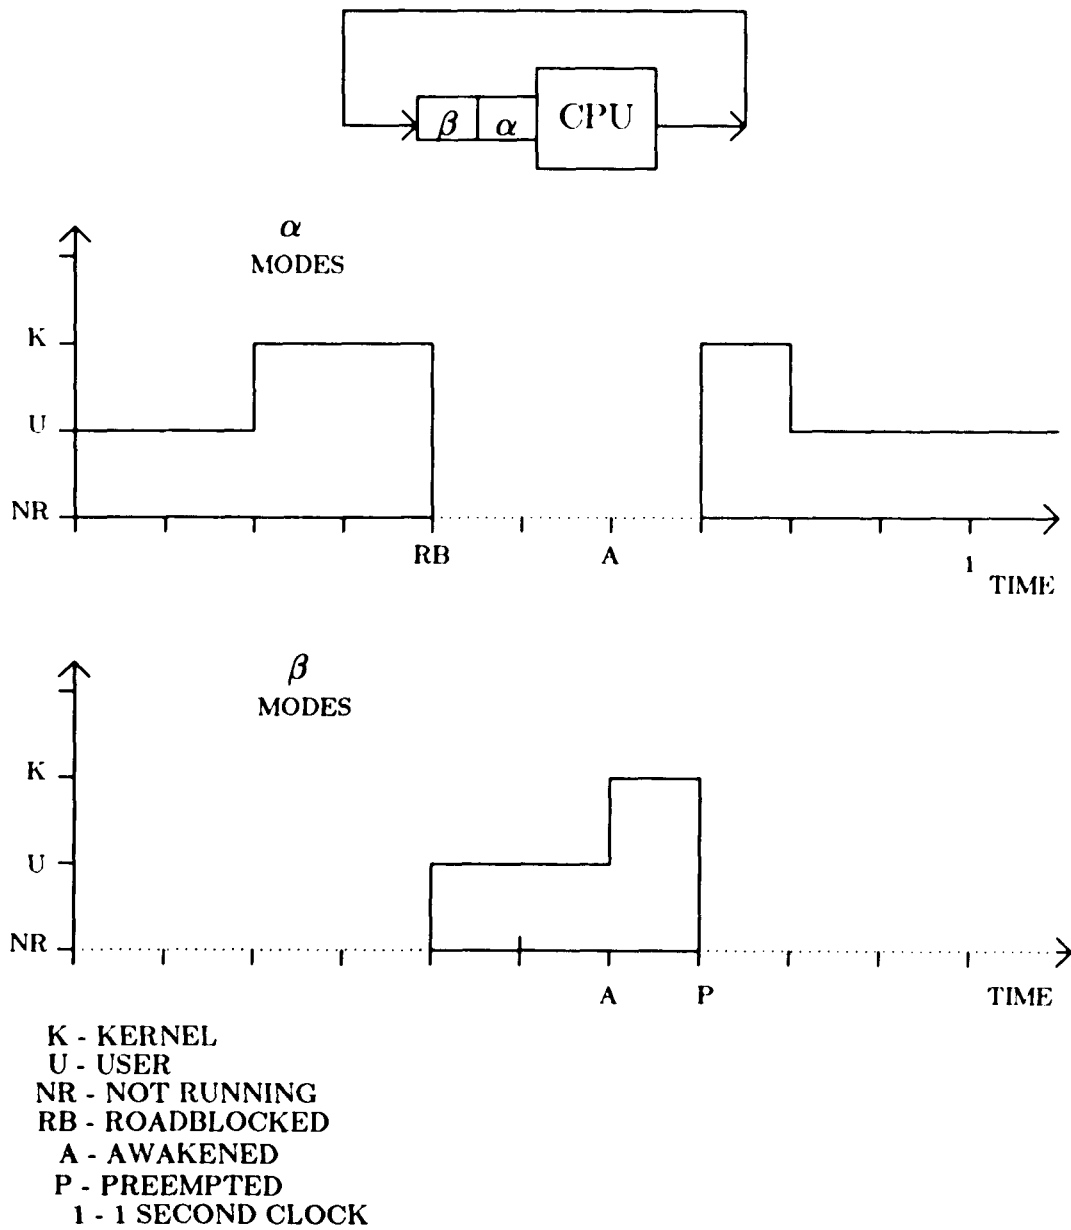 β α CPU
α
MODES
K
U
NR
RB A 1
TIME
β
MODES
K
U
NR
A P TIME
K - KERNEL
U - USER
NR - NOT RUNNING
RB - ROADBLOCKED
A - AWAKENED
P - PREEMPTED
1 - 1 SECOND CLOCK